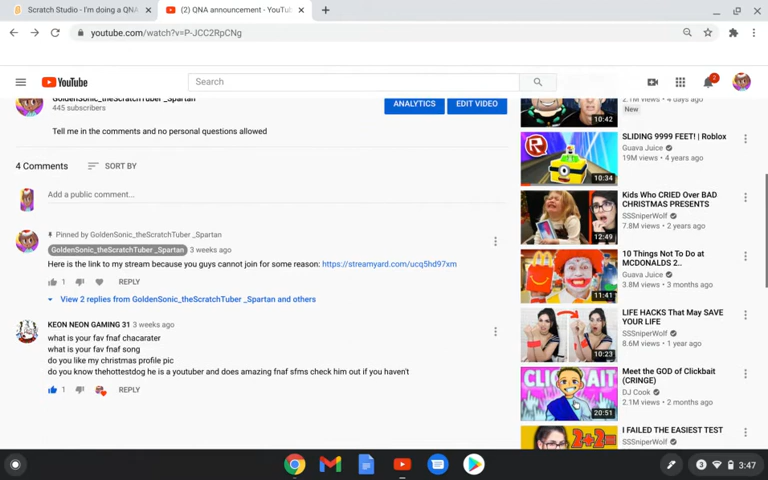 Scratch Studio - I'm doing a QNA
(2) QNA announcement - YouTub
youtube.com/watch?v=P-JCC2RpCNg
YouTube
Search
2
GoldenSonic_theScratchTuber _Spartan
445 subscribers
ANALYTICS
EDIT VIDEO
Tell me in the comments and no personal questions allowed
4 Comments
SORT BY
Add a public comment...
Pinned by GoldenSonic_theScratchTuber _Spartan
GoldenSonic_theScratchTuber _Spartan 3 weeks ago
Here is the link to my stream because you guys cannot join for some reason: https://streamyard.com/ucq5hd97xm
1 REPLY
View 2 replies from GoldenSonic_theScratchTuber _Spartan and others
KEON NEON GAMING 31 3 weeks ago
what is your fav fnaf chacarater
what is your fav fnaf song
do you like my christmas profile pic
do you know thehottestdog he is a youtuber and does amazing fnaf sfms check him out if you haven't
1 REPLY
2.1M views • 4 days ago
New
10:42
SLIDING 9999 FEET! | Roblox
Guava Juice
19M views • 4 years ago
10:34
Kids Who CRIED Over BAD
CHRISTMAS PRESENTS
SSSniperWolf
7.8M views • 2 years ago
12:49
10 Things Not To Do at
MCDONALDS 2..
Guava Juice
3.8M views • 3 months ago
11:41
LIFE HACKS That May SAVE
YOUR LIFE
SSSniperWolf
8.6M views • 1 year ago
10:23
Meet the GOD of Clickbait
(CRINGE)
DJ Cook
2.1M views • 2 months ago
CLICKBAIT
20:51
I FAILED THE EASIEST TEST
SSSniperWolf
2+2=
3
3:47